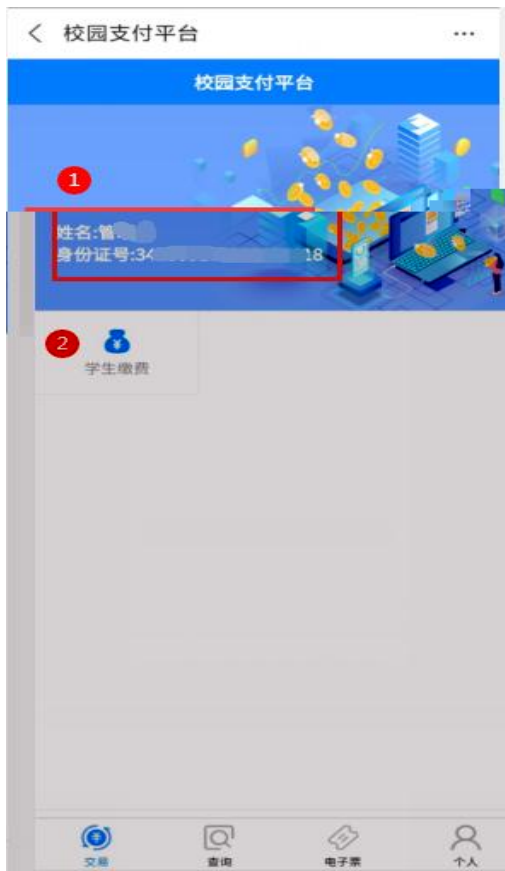 校园支付平台
校园支付平台
1
姓名:管
身份证号:34 18
2
学生缴费
交易 查询 电子票 个人